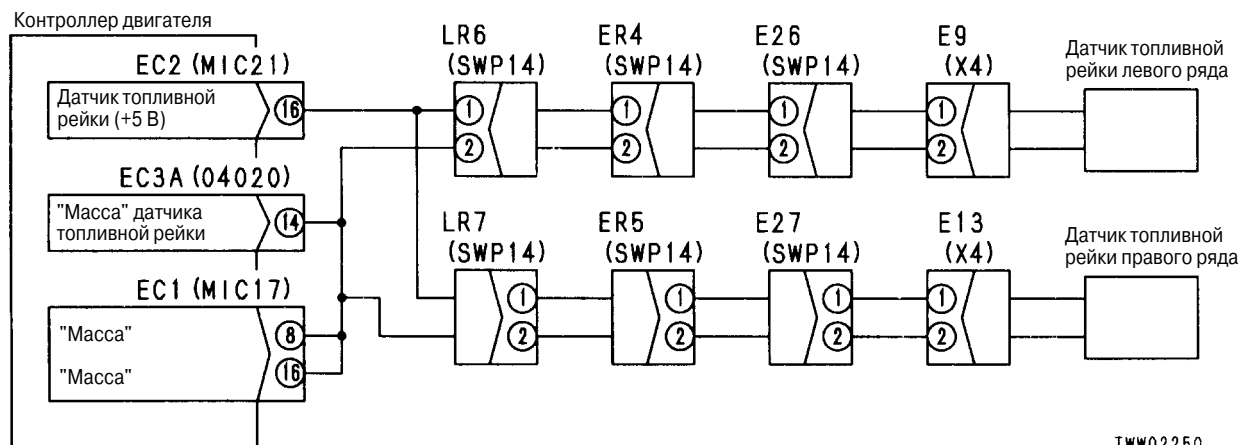 Контроллер двигателя
EC2 (MIC21)
Датчик топливной
рейки (+5 В)
16
EC3A (04020)
"Масса" датчика
топливной рейки
14
EC1 (MIC17)
"Масса"
8
"Масса"
16
LR6
(SWP14)
1
2
ER4
(SWP14)
1
2
E26
(SWP14)
1
2
E9
(X4)
1
2
Датчик топливной
рейки левого ряда
LR7
(SWP14)
1
2
ER5
(SWP14)
1
2
E27
(SWP14)
1
2
E13
(X4)
1
2
Датчик топливной
рейки правого ряда
TWW02250